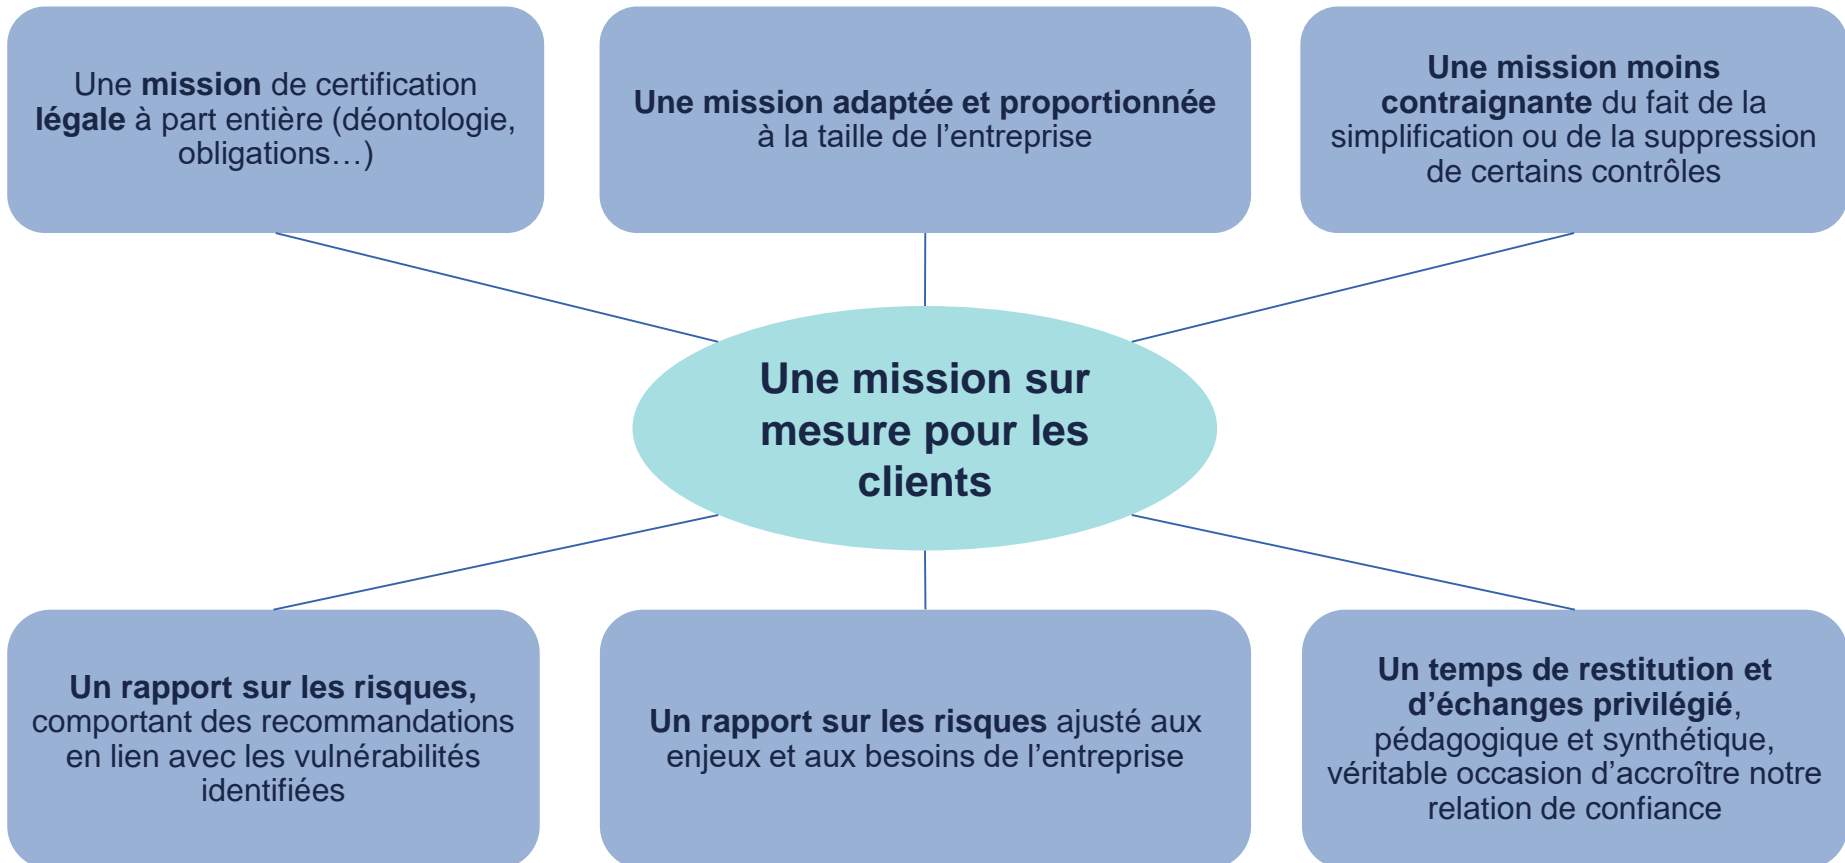 Une mission de certification
légale à part entière (déontologie,
obligations…)
Une mission adaptée et proportionnée
à la taille de l’entreprise
Une mission moins
contraignante du fait de la
simplification ou de la suppression
de certains contrôles
Une mission sur
mesure pour les
clients
Un rapport sur les risques,
comportant des recommandations
en lien avec les vulnérabilités
identifiées
Un rapport sur les risques ajusté aux
enjeux et aux besoins de l’entreprise
Un temps de restitution et
d’échanges privilégié,
pédagogique et synthétique,
véritable occasion d’accroître notre
relation de confiance